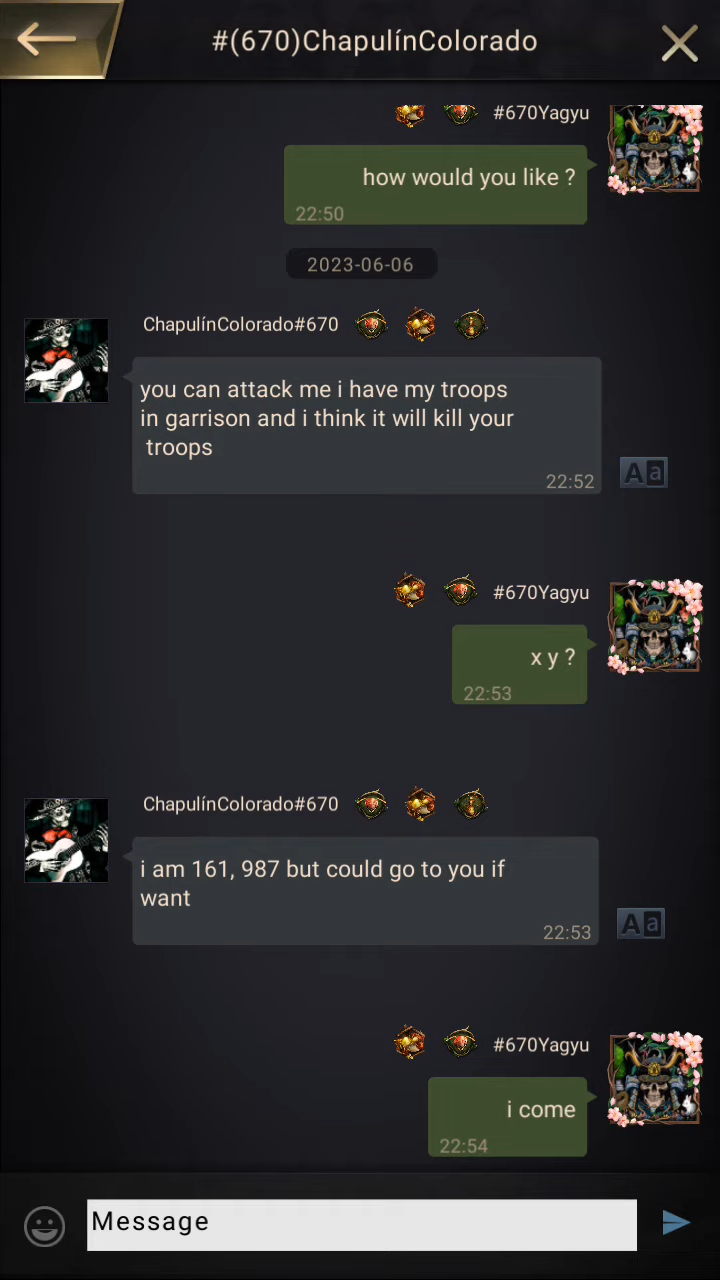 #(670)ChapulínColorado
#670Yagyu
how would you like ?
22:50
2023-06-06
ChapulínColorado#670
you can attack me i have my troops
in garrison and i think it will kill your
troops
22:52
Aa
#670Yagyu
x y ?
22:53
ChapulínColorado#670
i am 161, 987 but could go to you if
want
22:53
Aa
#670Yagyu
i come
22:54
Message